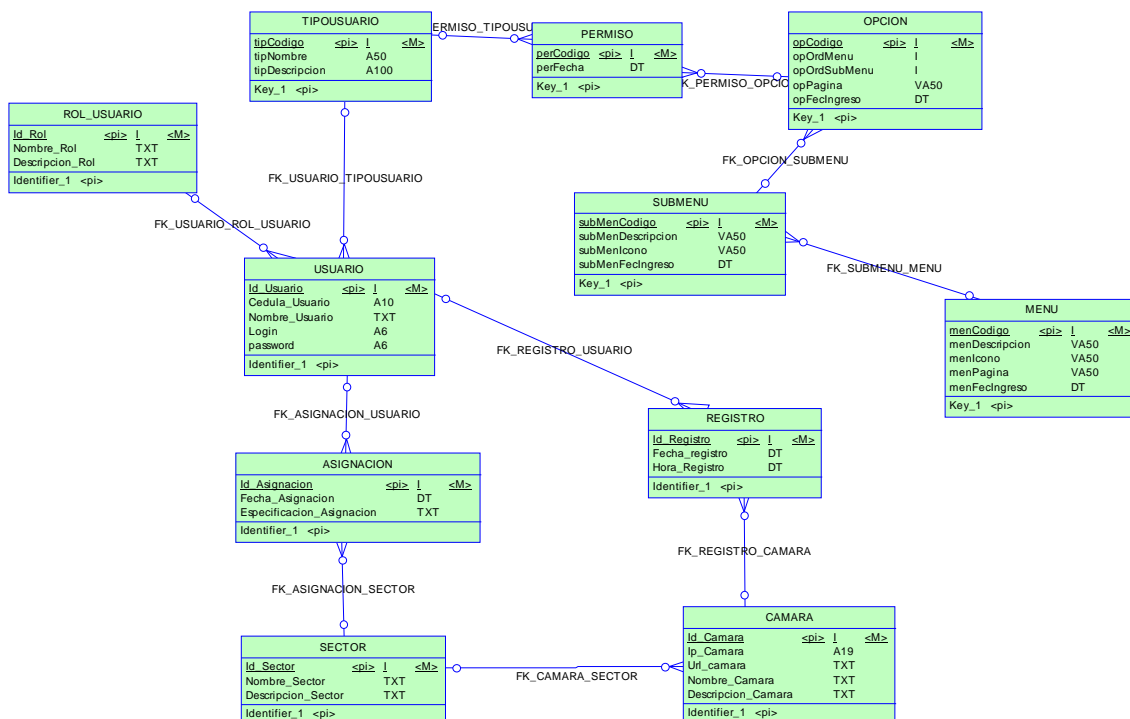 TIPOUSUARIO
tipCodigo <pi> I <M>
tipNombre A50
tipDescripcion A100
Key_1 <pi>
ERMISO_TIPOUSU
PERMISO
perCodigo <pi> I <M>
perFecha DT
Key_1 <pi>
K_PERMISO_OPCIO
OPCION
opCodigo <pi> I <M>
opOrdMenu I
opOrdSubMenu I
opPagina VA50
opFecIngreso DT
Key_1 <pi>
ROL_USUARIO
Id_Rol <pi> I <M>
Nombre_Rol TXT
Descripcion_Rol TXT
Identifier_1 <pi>
FK_USUARIO_TIPOUSUARIO
FK_OPCION_SUBMENU
FK_USUARIO_ROL_USUARIO
SUBMENU
subMenCodigo <pi> I <M>
subMenDescripcion VA50
subMenIcono VA50
subMenFecIngreso DT
Key_1 <pi>
FK_SUBMENU_MENU
USUARIO
Id_Usuario <pi> I <M>
Cedula_Usuario A10
Nombre_Usuario TXT
Login A6
password A6
Identifier_1 <pi>
MENU
menCodigo <pi> I <M>
menDescripcion VA50
menIcono VA50
menPagina VA50
menFecIngreso DT
Key_1 <pi>
FK_REGISTRO_USUARIO
FK_ASIGNACION_USUARIO
REGISTRO
Id_Registro <pi> I <M>
Fecha_registro DT
Hora_Registro DT
Identifier_1 <pi>
ASIGNACION
Id_Asignacion <pi> I <M>
Fecha_Asignacion DT
Especificacion_Asignacion TXT
Identifier_1 <pi>
FK_REGISTRO_CAMARA
FK_ASIGNACION_SECTOR
SECTOR
Id_Sector <pi> I <M>
Nombre_Sector TXT
Descripcion_Sector TXT
Identifier_1 <pi>
FK_CAMARA_SECTOR
CAMARA
Id_Camara <pi> I <M>
Ip_Camara A19
Url_camara TXT
Nombre_Camara TXT
Descripcion_Camara TXT
Identifier_1 <pi>